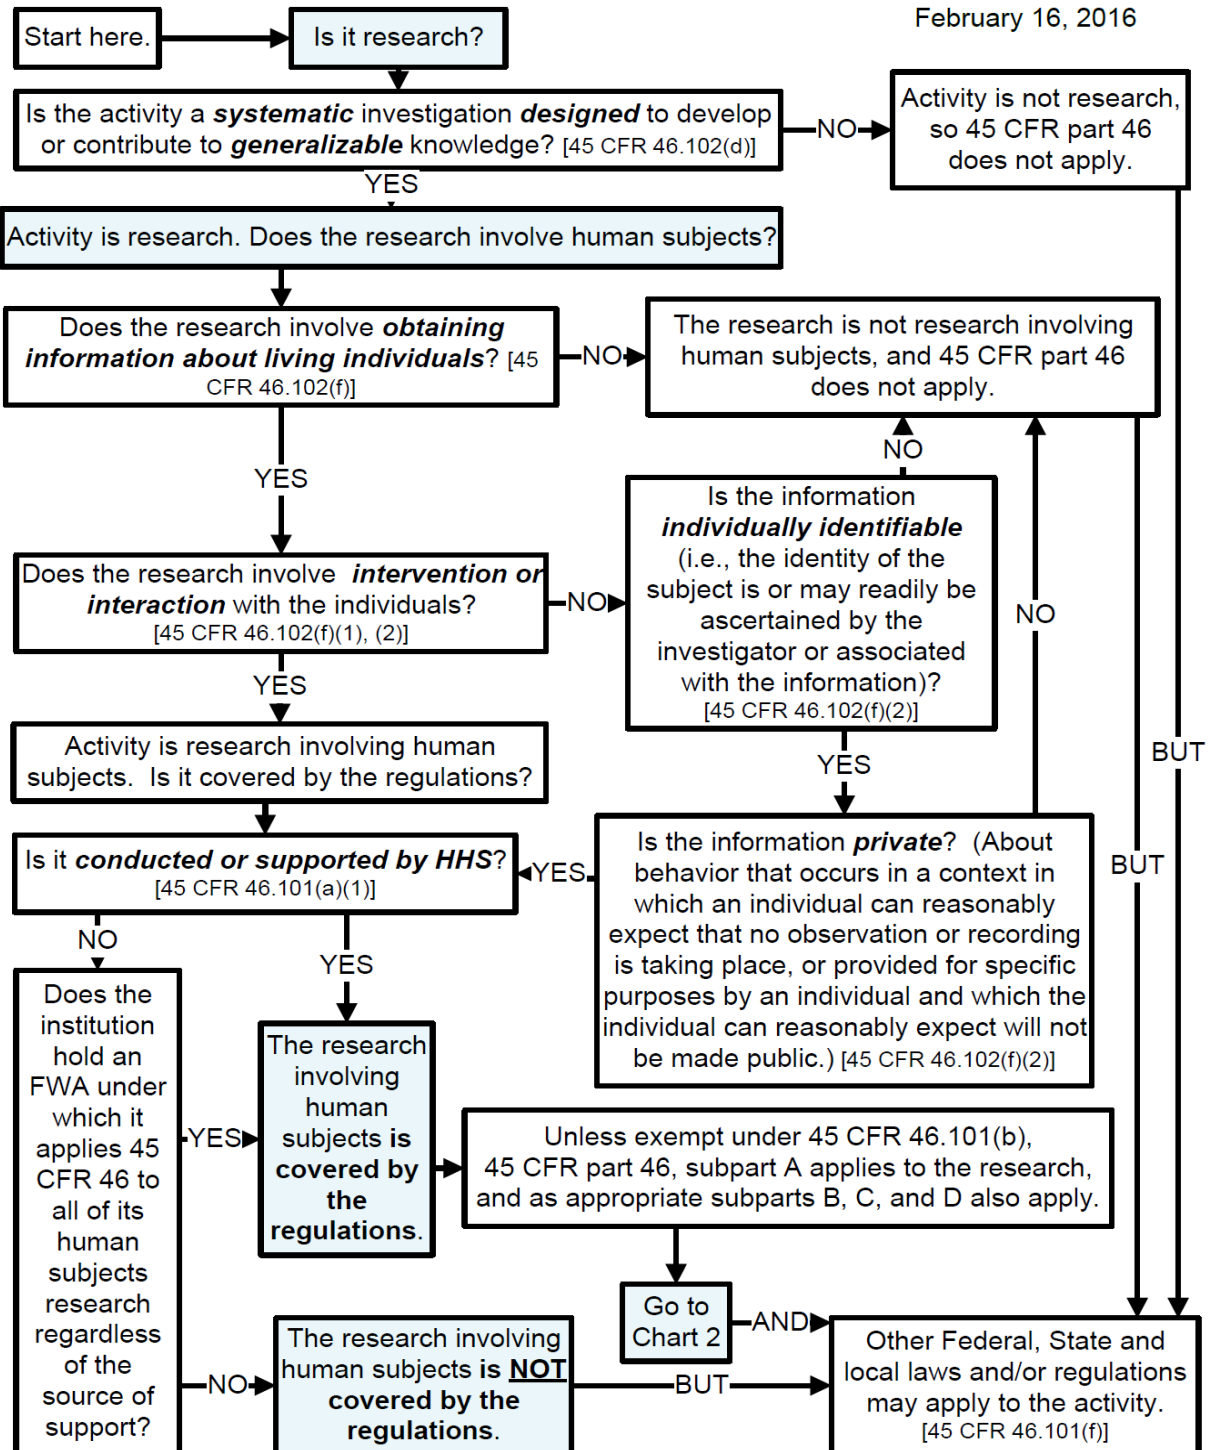 February 16, 2016
Start here.
Is it research?
Is the activity a systematic investigation designed to develop
or contribute to generalizable knowledge? [45 CFR 46.102(d)]
NO
Activity is not research,
so 45 CFR part 46
does not apply.
YES
Activity is research. Does the research involve human subjects?
Does the research involve obtaining
information about living individuals? [45
CFR 46.102(f)]
NO
The research is not research involving
human subjects, and 45 CFR part 46
does not apply.
YES
NO
NO
Is the information
individually identifiable
(i.e., the identity of the
subject is or may readily be
ascertained by the
investigator or associated
with the information)?
[45 CFR 46.102(f)(2)]
Does the research involve intervention or
interaction with the individuals?
[45 CFR 46.102(f)(1), (2)]
NO
YES
YES
BUT
BUT
Activity is research involving human
subjects. Is it covered by the regulations?
Is the information private? (About
behavior that occurs in a context in
which an individual can reasonably
expect that no observation or recording
is taking place, or provided for specific
purposes by an individual and which the
individual can reasonably expect will not
be made public.) [45 CFR 46.102(f)(2)]
YES
Is it conducted or supported by HHS?
[45 CFR 46.101(a)(1)]
NO
YES
Does the
institution
hold an
FWA under
which it
applies 45
CFR 46 to
all of its
human
subjects
research
regardless
of the
source of
support?
YES
The research
involving
human
subjects is
covered by
the
regulations.
Unless exempt under 45 CFR 46.101(b),
45 CFR part 46, subpart A applies to the research,
and as appropriate subparts B, C, and D also apply.
Go to
Chart 2
AND
NO
The research involving
human subjects is NOT
covered by the
regulations.
BUT
Other Federal, State and
local laws and/or regulations
may apply to the activity.
[45 CFR 46.101(f)]